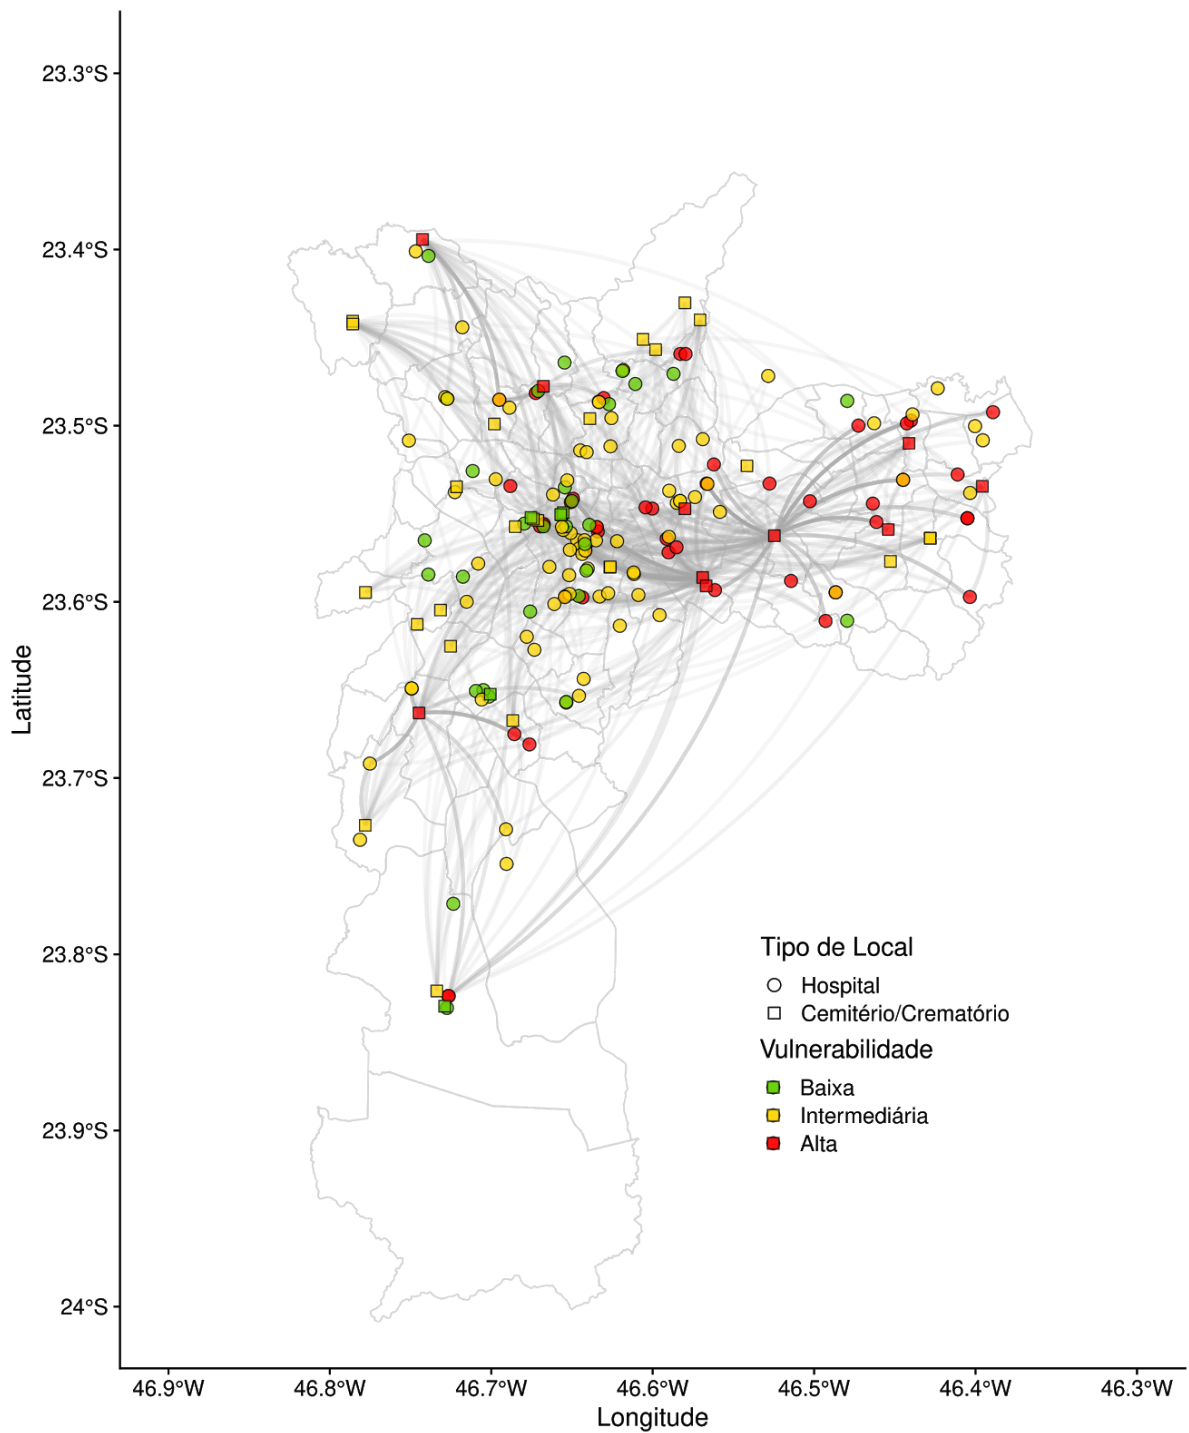 23.3°S
23.4°S
23.5°S
23.6°S
23.7°S
23.8°S
23.9°S
24°S
Latitude
46.9°W 46.8°W 46.7°W 46.6°W 46.5°W 46.4°W 46.3°W
Longitude
Tipo de Local
Hospital
Cemitério/Crematório
Vulnerabilidade
Baixa
Intermediária
Alta